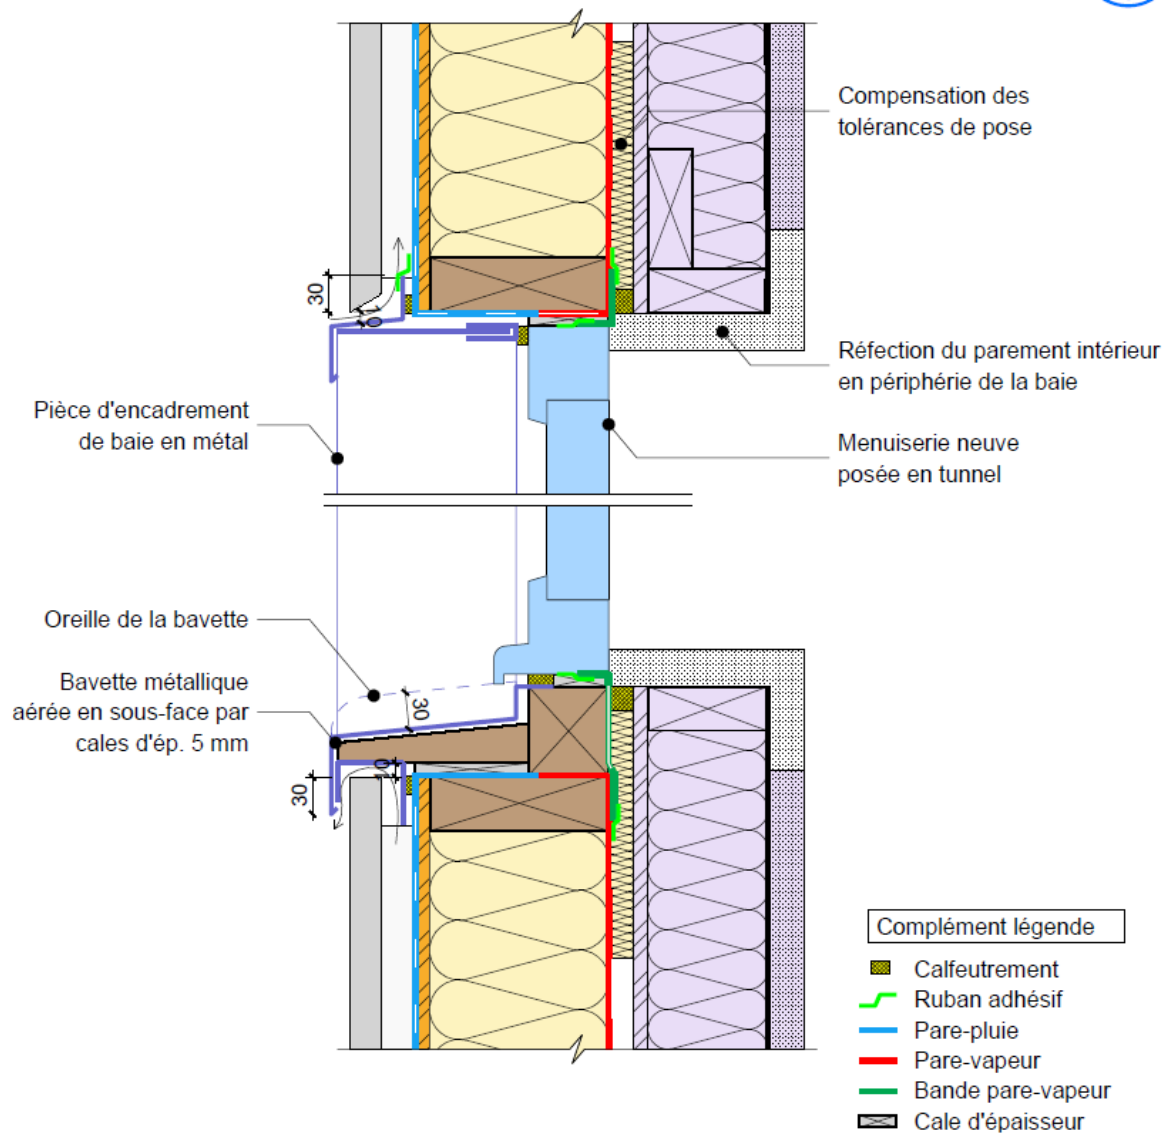 Compensation des
tolérances de pose
30
10
Réfection du parement intérieur
en périphérie de la baie
Pièce d'encadrement
de baie en métal
Menuiserie neuve
posée en tunnel
Oreille de la bavette
Bavette métallique
aérée en sous-face par
cales d'ép. 5 mm
30
10
30
Complément légende
Calfeutrement
Ruban adhésif
Pare-pluie
Pare-vapeur
Bande pare-vapeur
Cale d'épaisseur